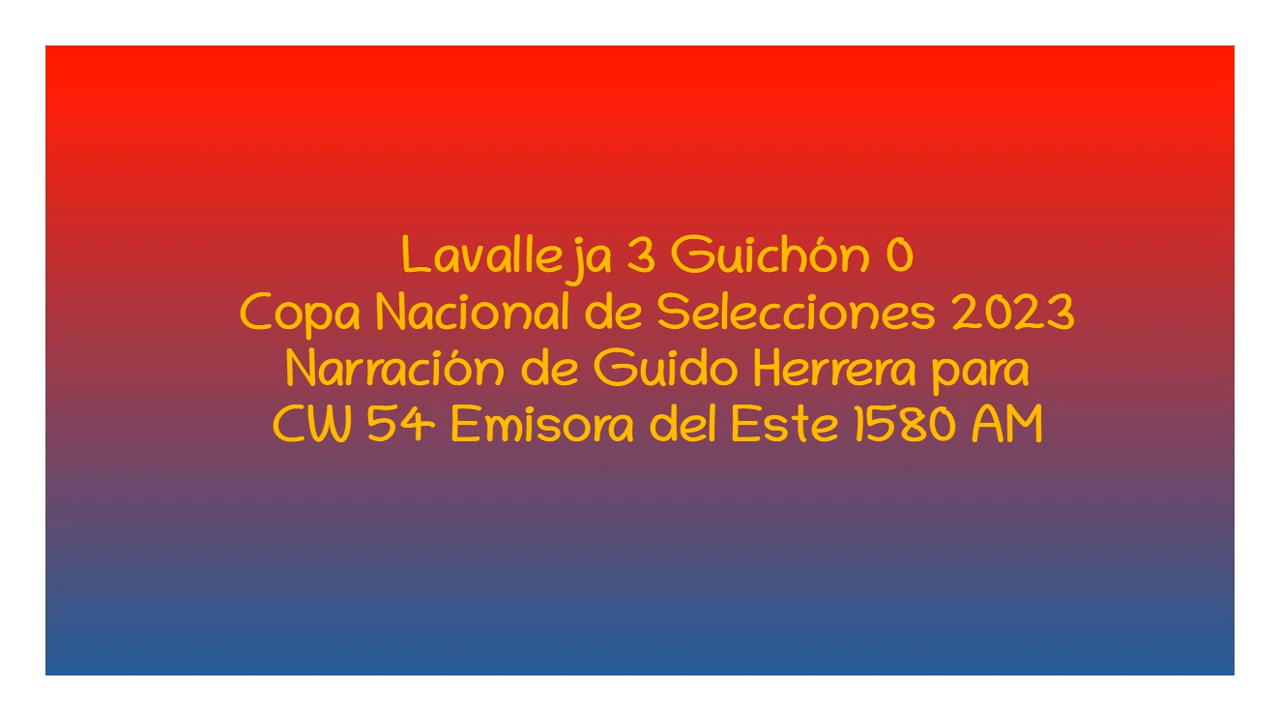 Lavalleja 3 Guichón 0
Copa Nacional de Selecciones 2023
Narración de Guido Herrera para
CW 54 Emisora del Este 1580 AM